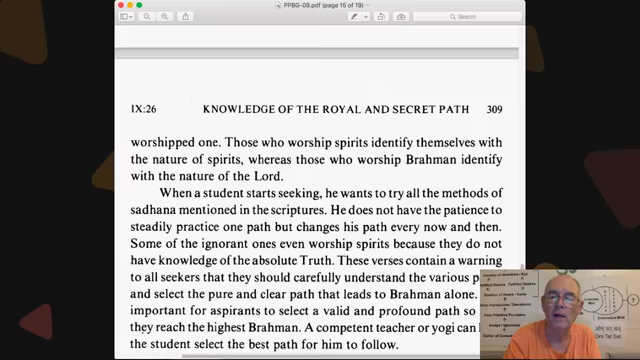 PPBG-09.pdf (page 15 of 19)
Search
IX:26 KNOWLEDGE OF THE ROYAL AND SECRET PATH 309
worshipped one. Those who worship spirits identify themselves with
the nature of spirits, whereas those who worship Brahman identify
with the nature of the Lord.
When a student starts seeking, he wants to try all the methods of
sadhana mentioned in the scriptures. He does not have the patience to
steadily practice one path but changes his path every now and then.
Some of the ignorant ones even worship spirits because they do not
have knowledge of the absolute Truth. These verses contain a warning
to all seekers that they should carefully understand the various
and select the pure and clear path that leads to Brahman alone.
important for aspirants to select a valid and profound path so
they reach the highest Brahman. A competent teacher or yogi can
the student select the best path for him to follow.
Om Tat Sar